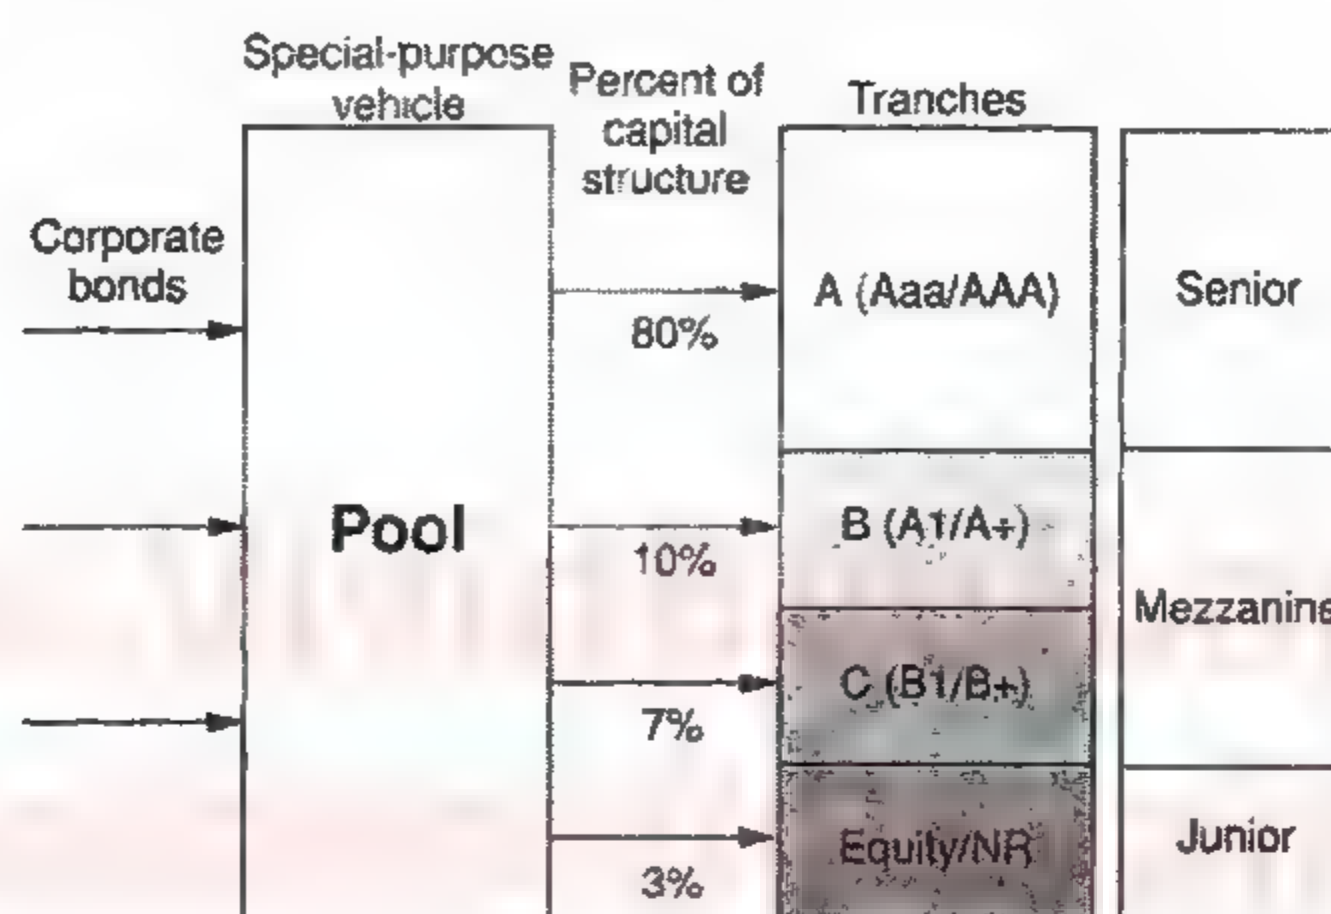 Special-purpose
vehicle
Percent of
capital
structure
Tranches
Corporate
bonds
A (Aaa/AAA)
Senior
80%
Pool
B (A1/A+)
10%
Mezzanine
C (B1/B+)
7%
Equity/NR
Junior
3%